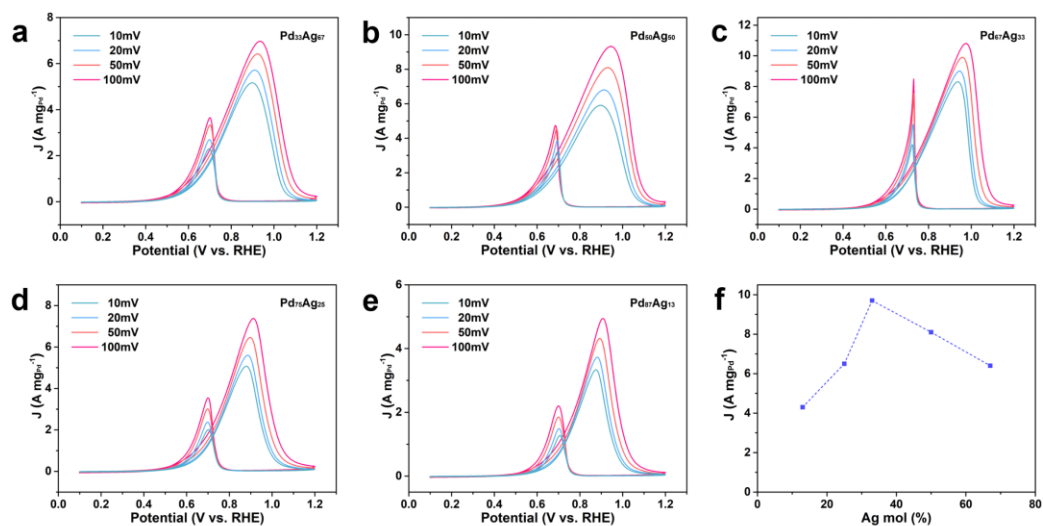 a
10mV
20mV
50mV
100mV
Pd33Ag67
8
6
4
2
0
J (A mgPd-1)
0.0 0.2 0.4 0.6 0.8 1.0 1.2
Potential (V vs. RHE)
b
10mV
20mV
50mV
100mV
Pd50Ag50
10
8
6
4
2
0
J (A mgPd-1)
0.0 0.2 0.4 0.6 0.8 1.0 1.2
Potential (V vs. RHE)
c
10mV
20mV
50mV
100mV
Pd67Ag33
12
10
8
6
4
2
0
J (A mgPd-1)
0.0 0.2 0.4 0.6 0.8 1.0 1.2
Potential (V vs. RHE)
d
10mV
20mV
50mV
100mV
Pd75Ag25
8
6
4
2
0
J (A mgPd-1)
0.0 0.2 0.4 0.6 0.8 1.0 1.2
Potential (V vs. RHE)
e
10mV
20mV
50mV
100mV
Pd87Ag13
6
4
2
0
J (A mgPd-1)
0.0 0.2 0.4 0.6 0.8 1.0 1.2
Potential (V vs. RHE)
f
10
8
6
4
2
0
J (A mgPd-1)
0 20 40 60 80
Ag mol (%)